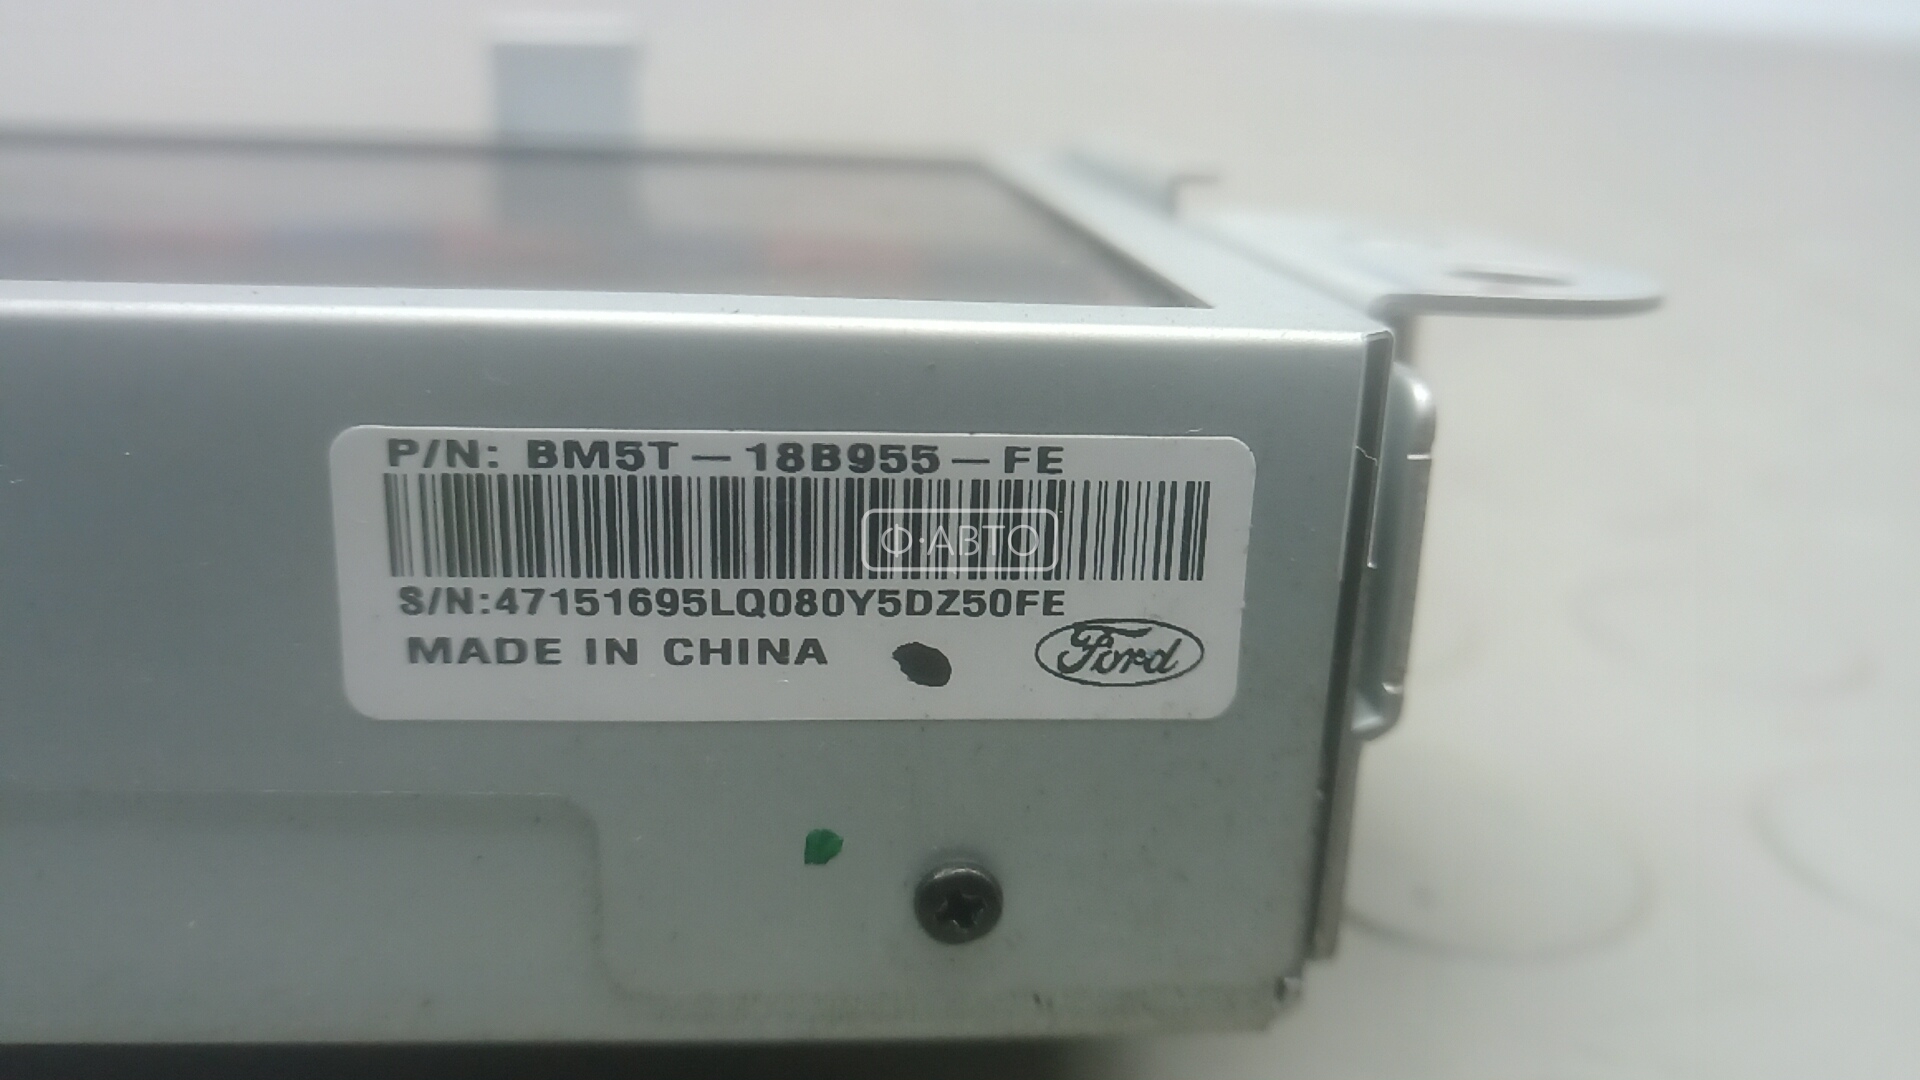 P/N: BM5T-18B955-FE
Ф·АВТО
S/N:47151695LQ080Y5DZ50FE
MADE IN CHINA
Ford